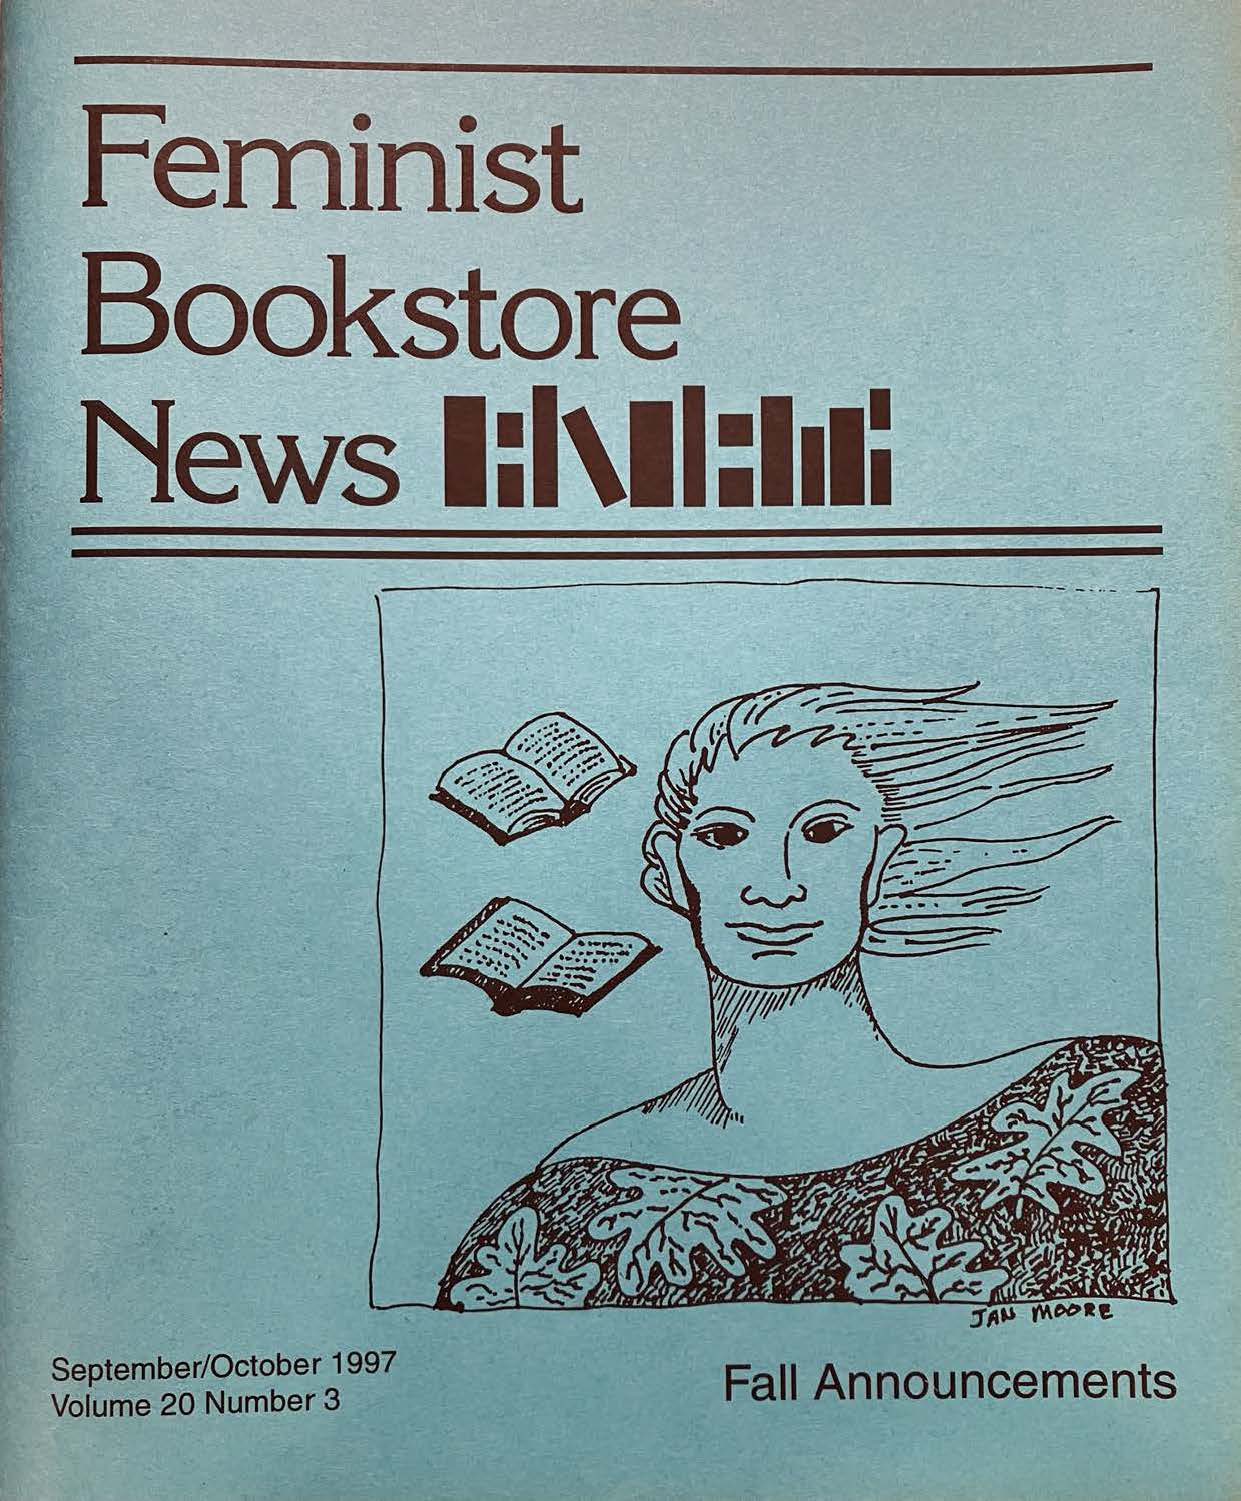 Feminist
Bookstore
News
JAN MOORE
September/October 1997
Volume 20 Number 3
Fall Announcements